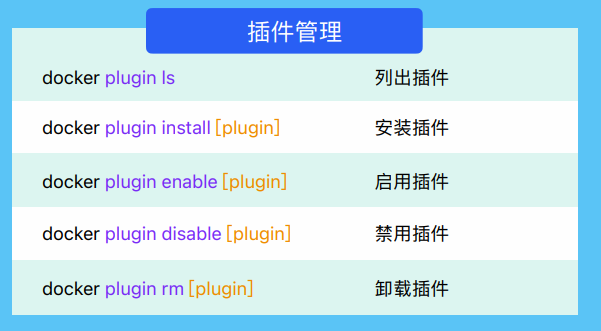 插件管理
docker plugin ls 列出插件
docker plugin install [plugin] 安装插件
docker plugin enable [plugin] 启用插件
docker plugin disable [plugin] 禁用插件
docker plugin rm [plugin] 卸载插件